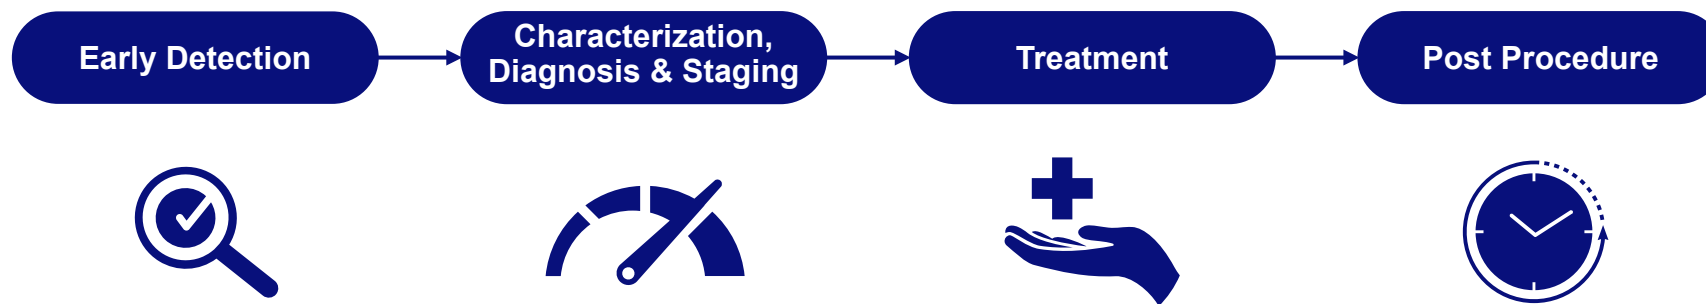 Early Detection
Characterization,
Diagnosis & Staging
Treatment
Post Procedure